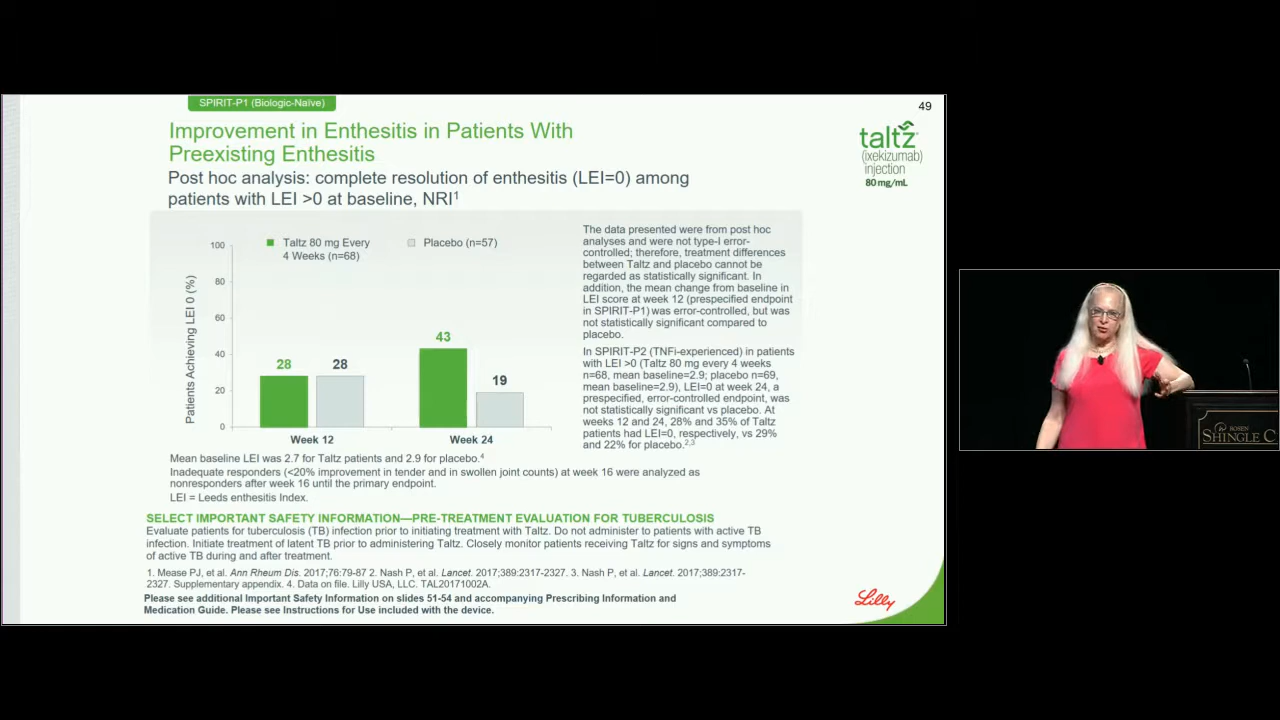 SPIRIT-P1 (Biologic-Naïve)
49
Improvement in Enthesitis in Patients With
Preexisting Enthesitis
taltz
(ixekizumab)
injection
80 mg/mL
Post hoc analysis: complete resolution of enthesitis (LEI=0) among
patients with LEI >0 at baseline, NRI1
Patients Achieving LEI 0 (%)
100
80
60
40
20
0
Taltz 80 mg Every
4 Weeks (n=68)
Placebo (n=57)
28
28
43
19
Week 12
Week 24
The data presented were from post hoc
analyses and were not type-I error-
controlled; therefore, treatment differences
between Taltz and placebo cannot be
regarded as statistically significant. In
addition, the mean change from baseline in
LEI score at week 12 (prespecified endpoint
in SPIRIT-P1) was error-controlled, but was
not statistically significant compared to
placebo.
In SPIRIT-P2 (TNFi-experienced) in patients
with LEI >0 (Taltz 80 mg every 4 weeks
n=68, mean baseline=2.9; placebo n=69,
mean baseline=2.9), LEI=0 at week 24, a
prespecified, error-controlled endpoint, was
not statistically significant vs placebo. At
weeks 12 and 24, 28% and 35% of Taltz
patients had LEI=0, respectively, vs 29%
and 22% for placebo.2,3
Mean baseline LEI was 2.7 for Taltz patients and 2.9 for placebo.4
Inadequate responders (<20% improvement in tender and in swollen joint counts) at week 16 were analyzed as
nonresponders after week 16 until the primary endpoint.
LEI = Leeds enthesitis Index.
SELECT IMPORTANT SAFETY INFORMATION—PRE-TREATMENT EVALUATION FOR TUBERCULOSIS
Evaluate patients for tuberculosis (TB) infection prior to initiating treatment with Taltz. Do not administer to patients with active TB
infection. Initiate treatment of latent TB prior to administering Taltz. Closely monitor patients receiving Taltz for signs and symptoms
of active TB during and after treatment.
1. Mease PJ, et al. Ann Rheum Dis. 2017;76:79-87 2. Nash P, et al. Lancet. 2017;389:2317-2327. 3. Nash P, et al. Lancet. 2017;389:2317-
2327. Supplementary appendix. 4. Data on file. Lilly USA, LLC. TAL20171002A.
Please see additional Important Safety Information on slides 51-54 and accompanying Prescribing Information and
Medication Guide. Please see Instructions for Use included with the device.
Lilly
ROSEN
SHINGLE C